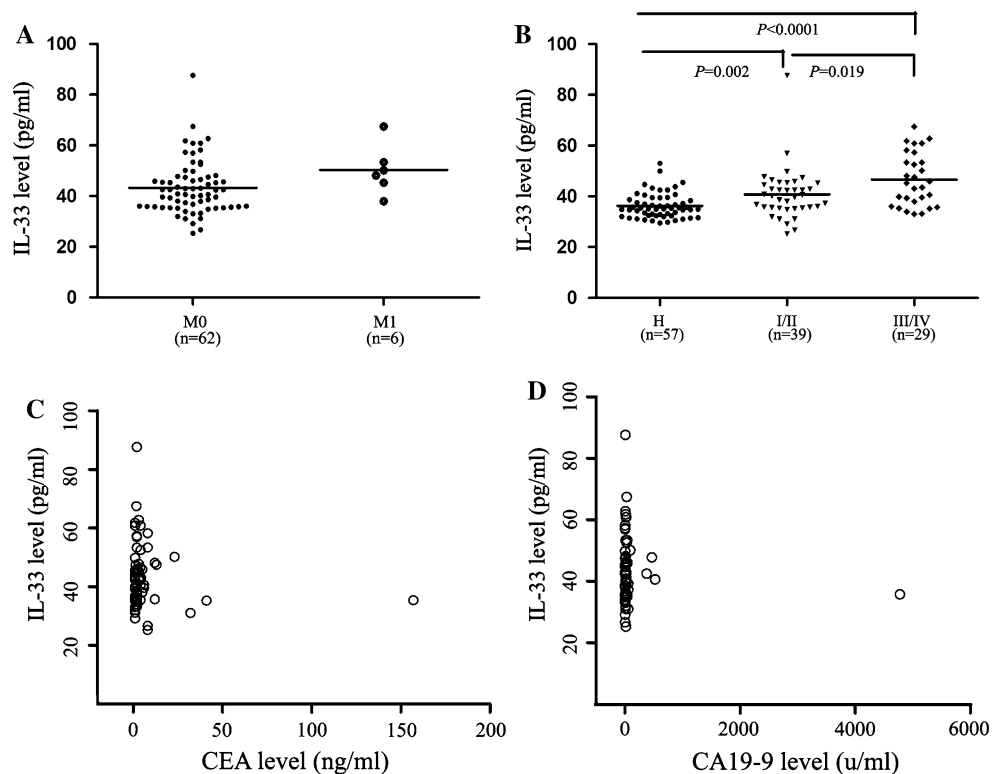 A
IL-33 level (pg/ml)
100
80
60
40
20
0
M0
(n=62)
M1
(n=6)
B
IL-33 level (pg/ml)
100
80
60
40
20
0
P<0.0001
P=0.002
P=0.019
H
(n=57)
I/II
(n=39)
III/IV
(n=29)
C
IL-33 level (pg/ml)
100
80
60
40
20
0
50
100
150
200
CEA level (ng/ml)
D
IL-33 level (pg/ml)
100
80
60
40
20
0
2000
4000
6000
CA19-9 level (u/ml)